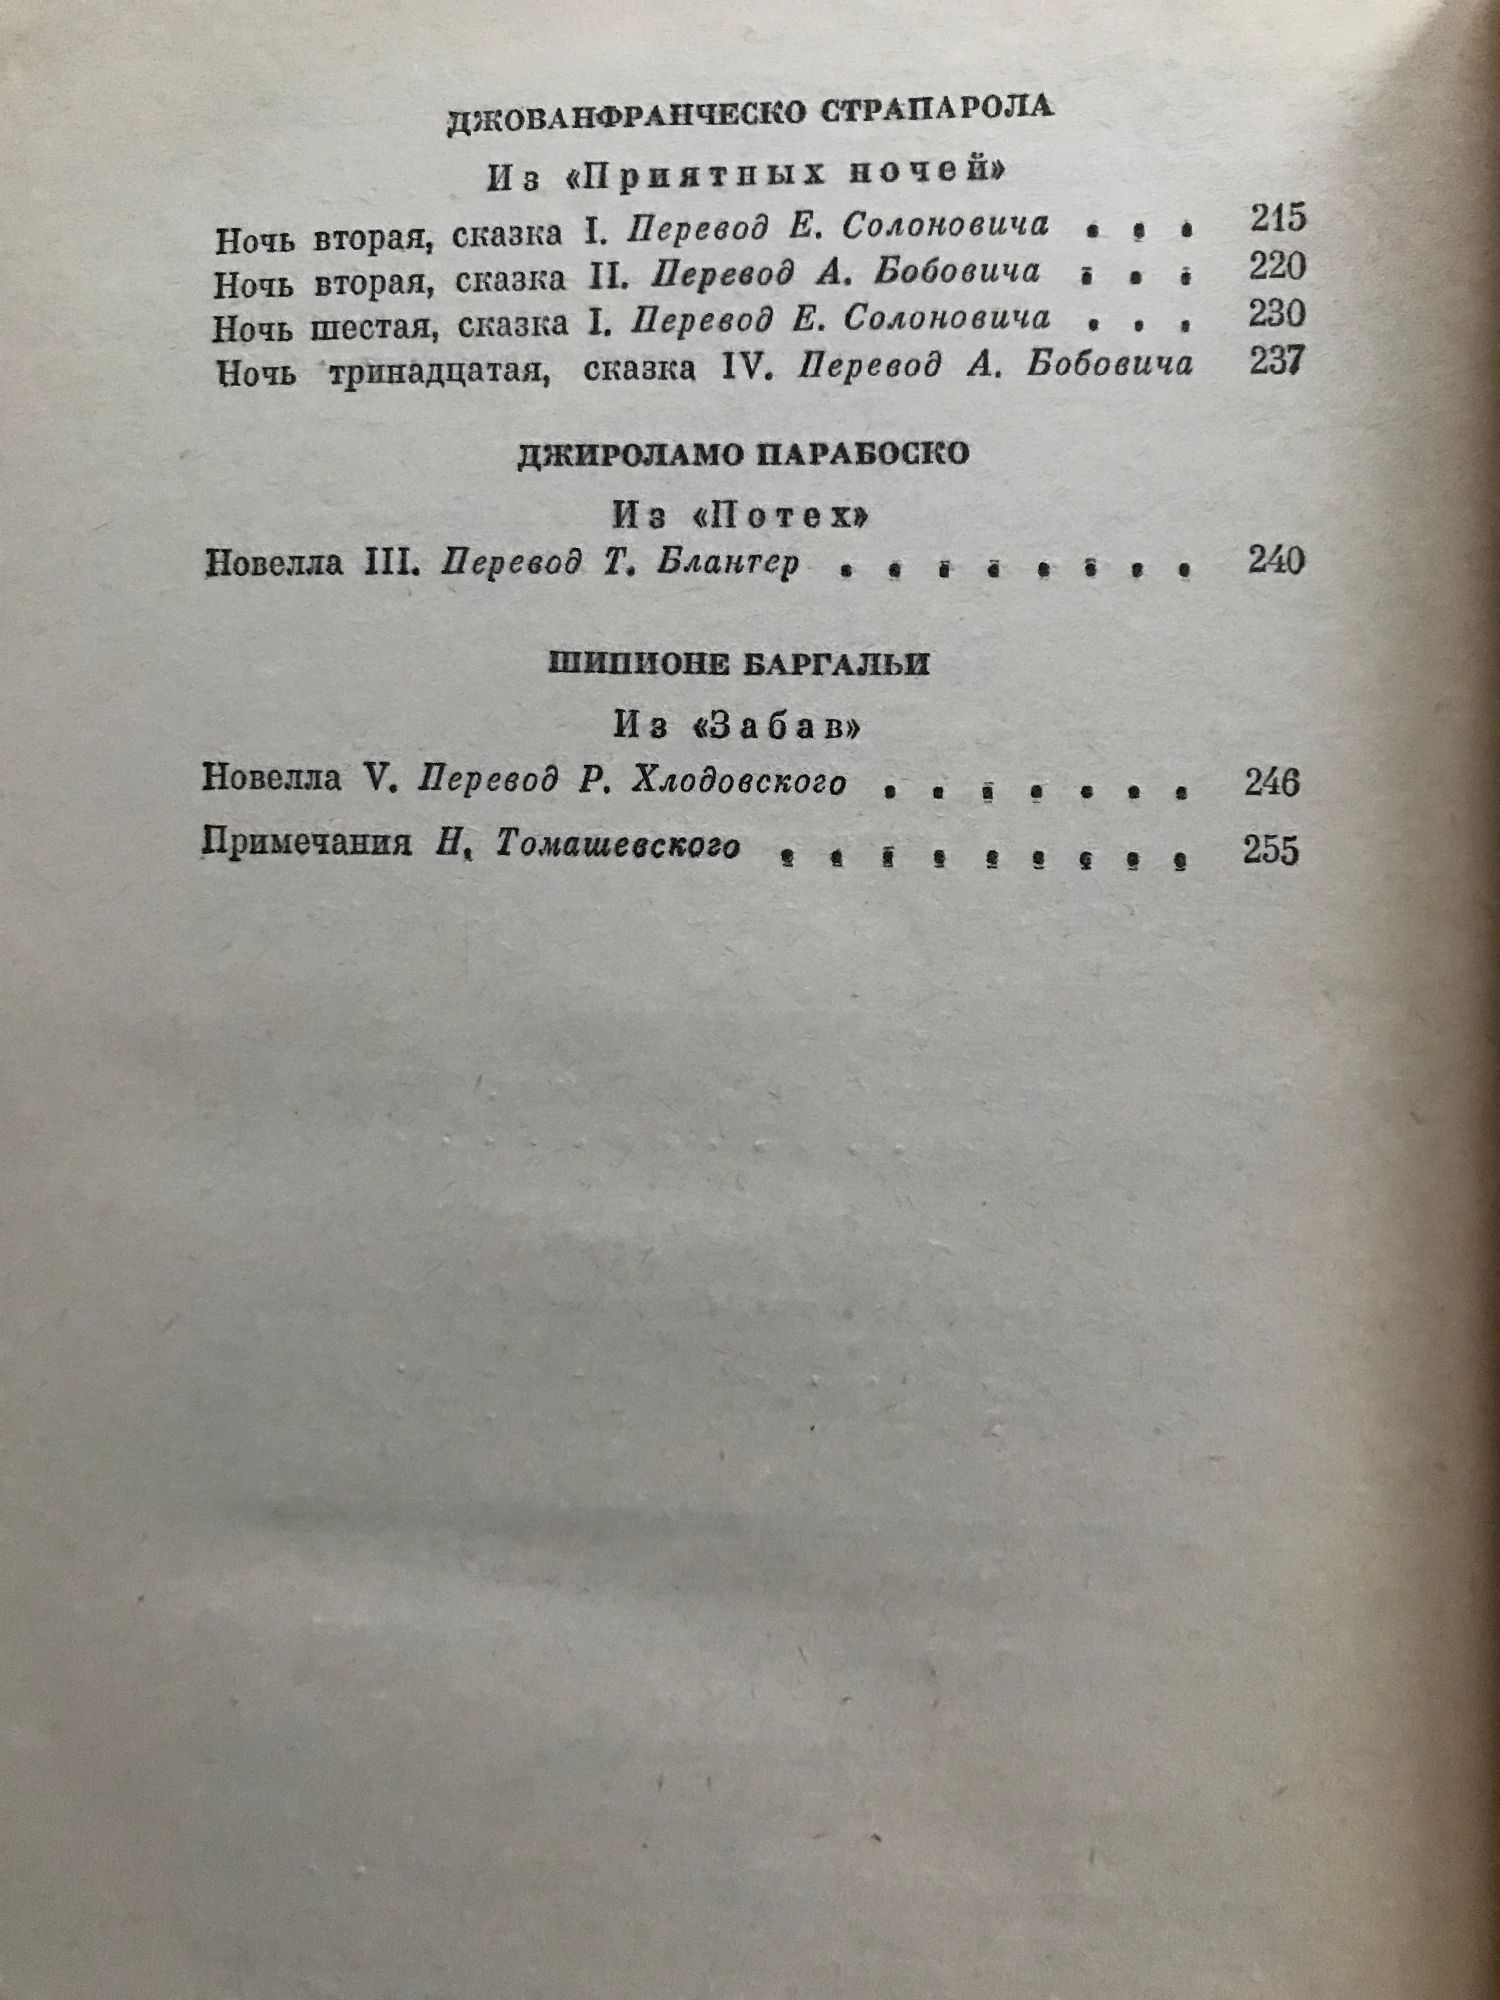 ДЖОВАНФРАНЧЕСКО СТРАПАРОЛА
Из «Приятных ночей»
Ночь вторая, сказка I. Перевод Е. Солоновича . . . 215
Ночь вторая, сказка II. Перевод А. Бобовича . . . 220
Ночь шестая, сказка I. Перевод Е. Солоновича . . . 230
Ночь тринадцатая, сказка IV. Перевод А. Бобовича 237
ДЖИРОЛАМО ПАРАБОСКО
Из «Потех»
Новелла III. Перевод Т. Блантер . . . . . . . . 240
ШИПИОНЕ БАРГАЛЬИ
Из «Забав»
Новелла V. Перевод Р. Хлодовского . . . . . . . 246
Примечания Н. Томашевского . . . . . . . . . 255